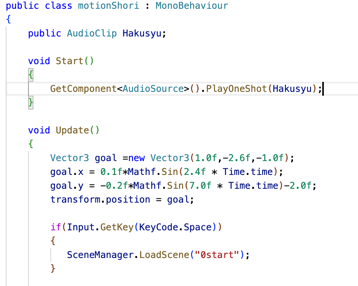 public class motionShori : MonoBehaviour
{
public AudioClip Hakusyu;
void Start()
{
GetComponent<AudioSource>().PlayOneShot(Hakusyu);
}
void Update()
{
Vector3 goal =new Vector3(1.0f,-2.6f,-1.0f);
goal.x = 0.1f*Mathf.Sin(2.4f * Time.time);
goal.y = -0.2f*Mathf.Sin(7.0f * Time.time)-2.0f;
transform.position = goal;
if(Input.GetKey(KeyCode.Space))
{
SceneManager.LoadScene("0start");
}